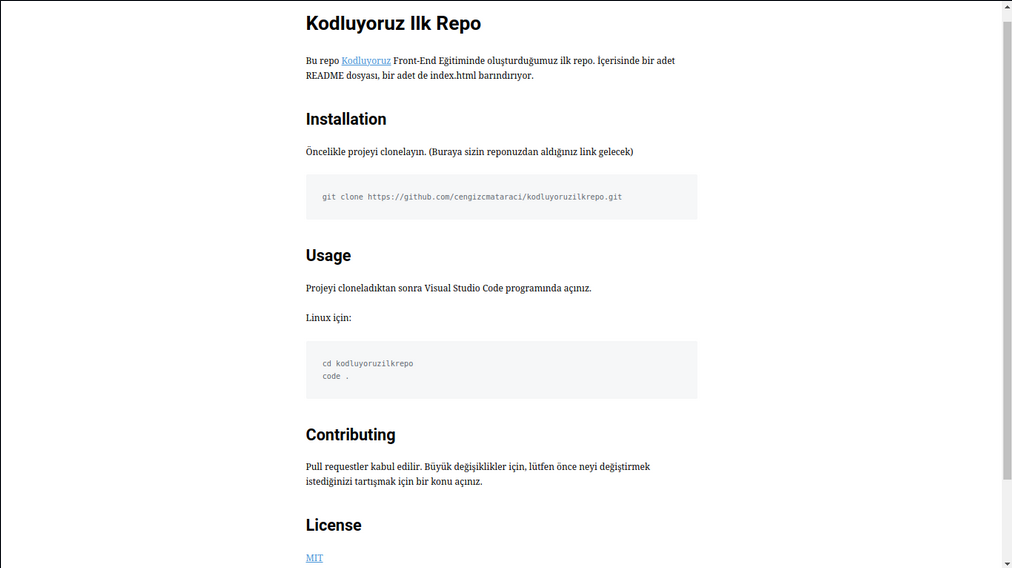 Kodluyoruz Ilk Repo
Bu repo Kodluyoruz Front-End Eğitiminde oluşturduğumuz ilk repo. İçerisinde bir adet
README dosyası, bir adet de index.html barındırıyor.
Installation
Öncelikle projeyi clonelayın. (Buraya sizin reponuzdan aldığınız link gelecek)
git clone https://github.com/cengizcmataraci/kodluyoruzilkrepo.git
Usage
Projeyi cloneladıktan sonra Visual Studio Code programında açınız.
Linux için:
cd kodluyoruzilkrepo
code .
Contributing
Pull requestler kabul edilir. Büyük değişiklikler için, lütfen önce neyi değiştirmek
istediğinizi tartışmak için bir konu açınız.
License
MIT